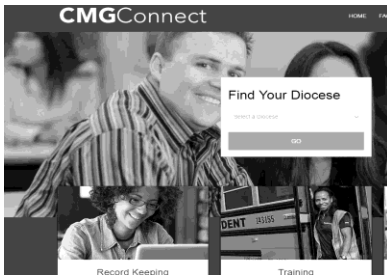 CMGConnect
HOME
Find Your Diocese
Select a Diocese
GO
DENT
Record Keeping
Training